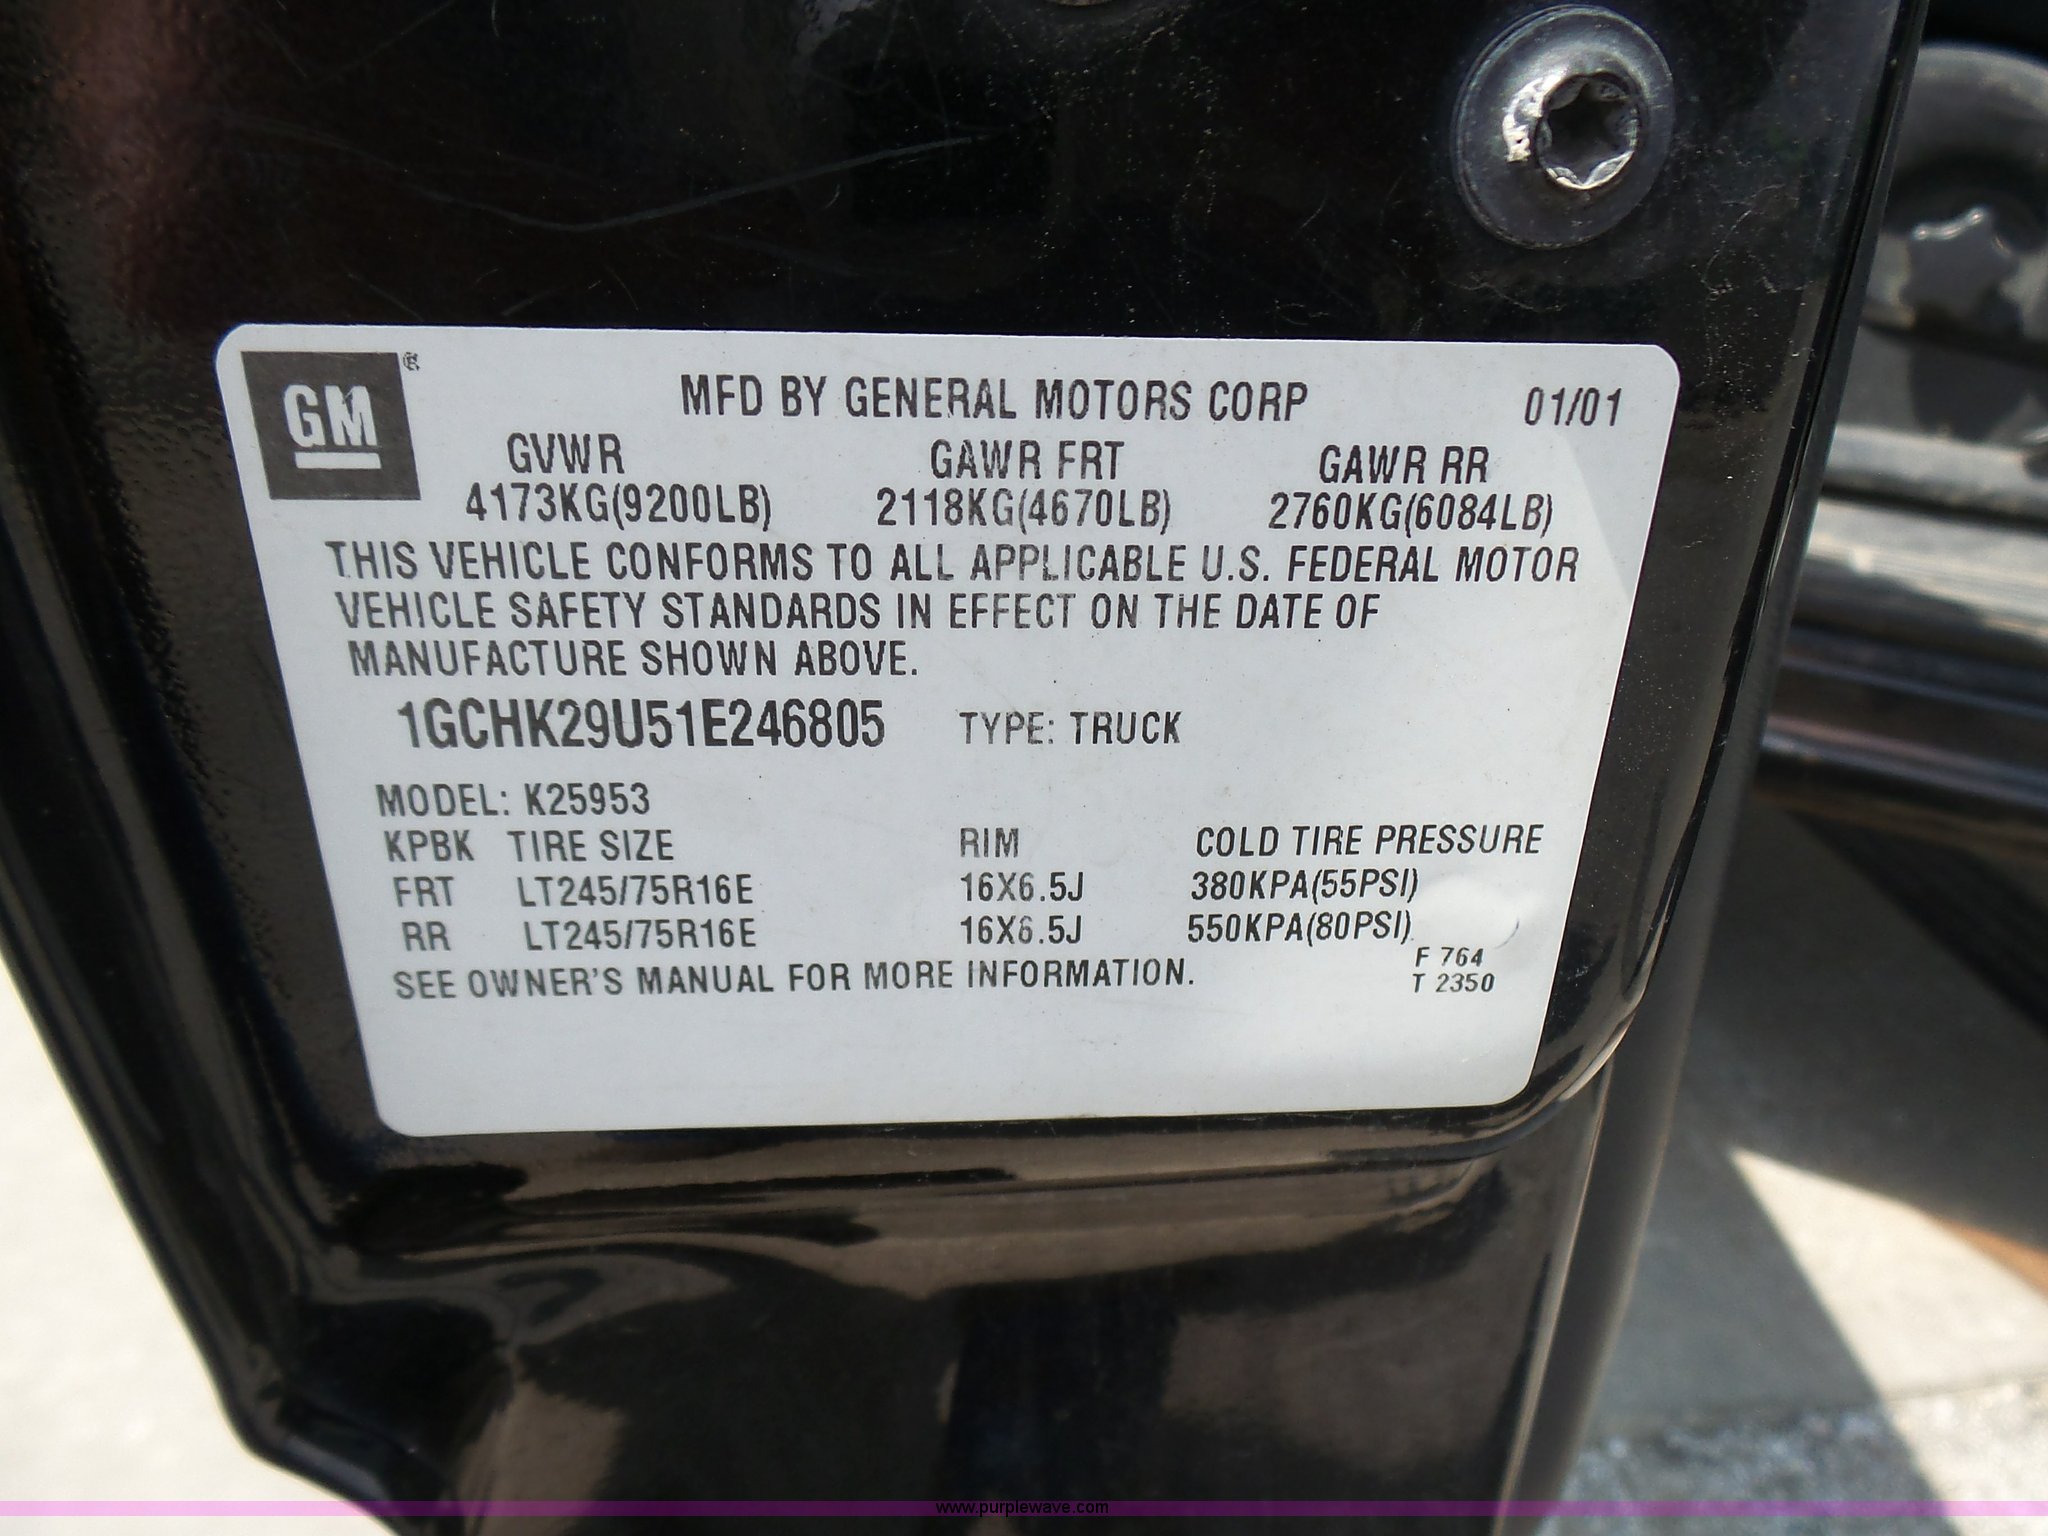 GM®
MFD BY GENERAL MOTORS CORP 01/01
GVWR GAWR FRT GAWR RR
4173KG(9200LB) 2118KG(4670LB) 2760KG(6084LB)
THIS VEHICLE CONFORMS TO ALL APPLICABLE U.S. FEDERAL MOTOR
VEHICLE SAFETY STANDARDS IN EFFECT ON THE DATE OF
MANUFACTURE SHOWN ABOVE.
1GCHK29U51E246805 TYPE: TRUCK
MODEL: K25953
KPBK TIRE SIZE RIM COLD TIRE PRESSURE
FRT LT245/75R16E 16X6.5J 380KPA(55PSI)
RR LT245/75R16E 16X6.5J 550KPA(80PSI)
SEE OWNER'S MANUAL FOR MORE INFORMATION.
F 764
T 2350
www.purplewave.com